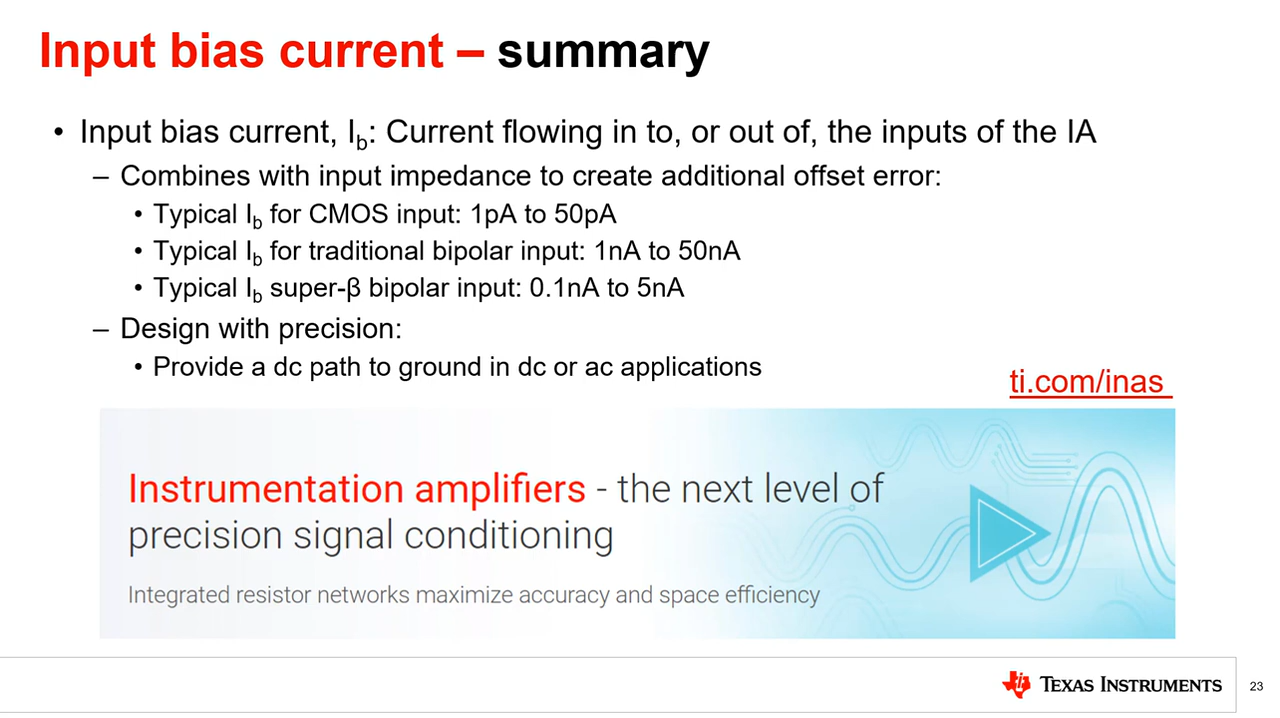 Input bias current – summary
• Input bias current, Ib: Current flowing in to, or out of, the inputs of the IA
– Combines with input impedance to create additional offset error:
• Typical Ib for CMOS input: 1pA to 50pA
• Typical Ib for traditional bipolar input: 1nA to 50nA
• Typical Ib super-β bipolar input: 0.1nA to 5nA
– Design with precision:
• Provide a dc path to ground in dc or ac applications
ti.com/inas
Instrumentation amplifiers - the next level of
precision signal conditioning
Integrated resistor networks maximize accuracy and space efficiency
TEXAS INSTRUMENTS
23